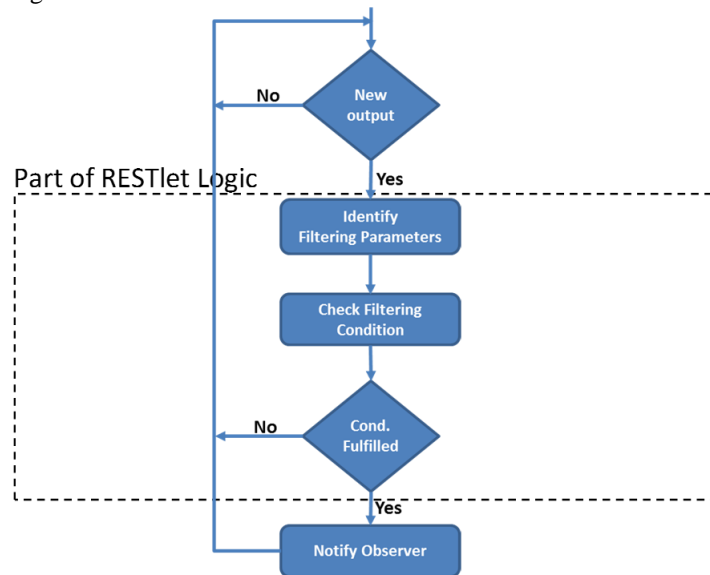 No
New
output
Part of RESTlet Logic
Yes
Identify
Filtering Parameters
Check Filtering
Condition
No
Cond.
Fulfilled
Yes
Notify Observer